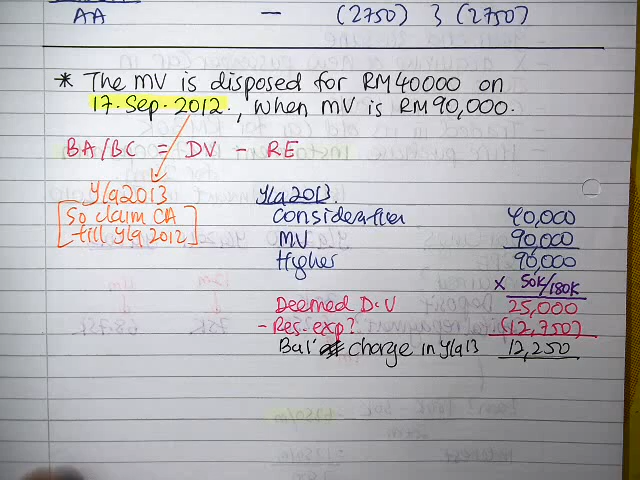 AA - (2750) } (2750)
* The MV is disposed for RM40000 on
17.Sep.2012, when MV is RM90,000.
BA/BC = DV - RE
Y/a2013 Y/a2013
[So claim CA Consideration 40,000
till Y/a 2012] MV 90,000
Higher 90,000
x 50K/180K
Deemed D.V 25,000
- Res. exp? (12,750)
Bal' charge in Y/a13 12,250